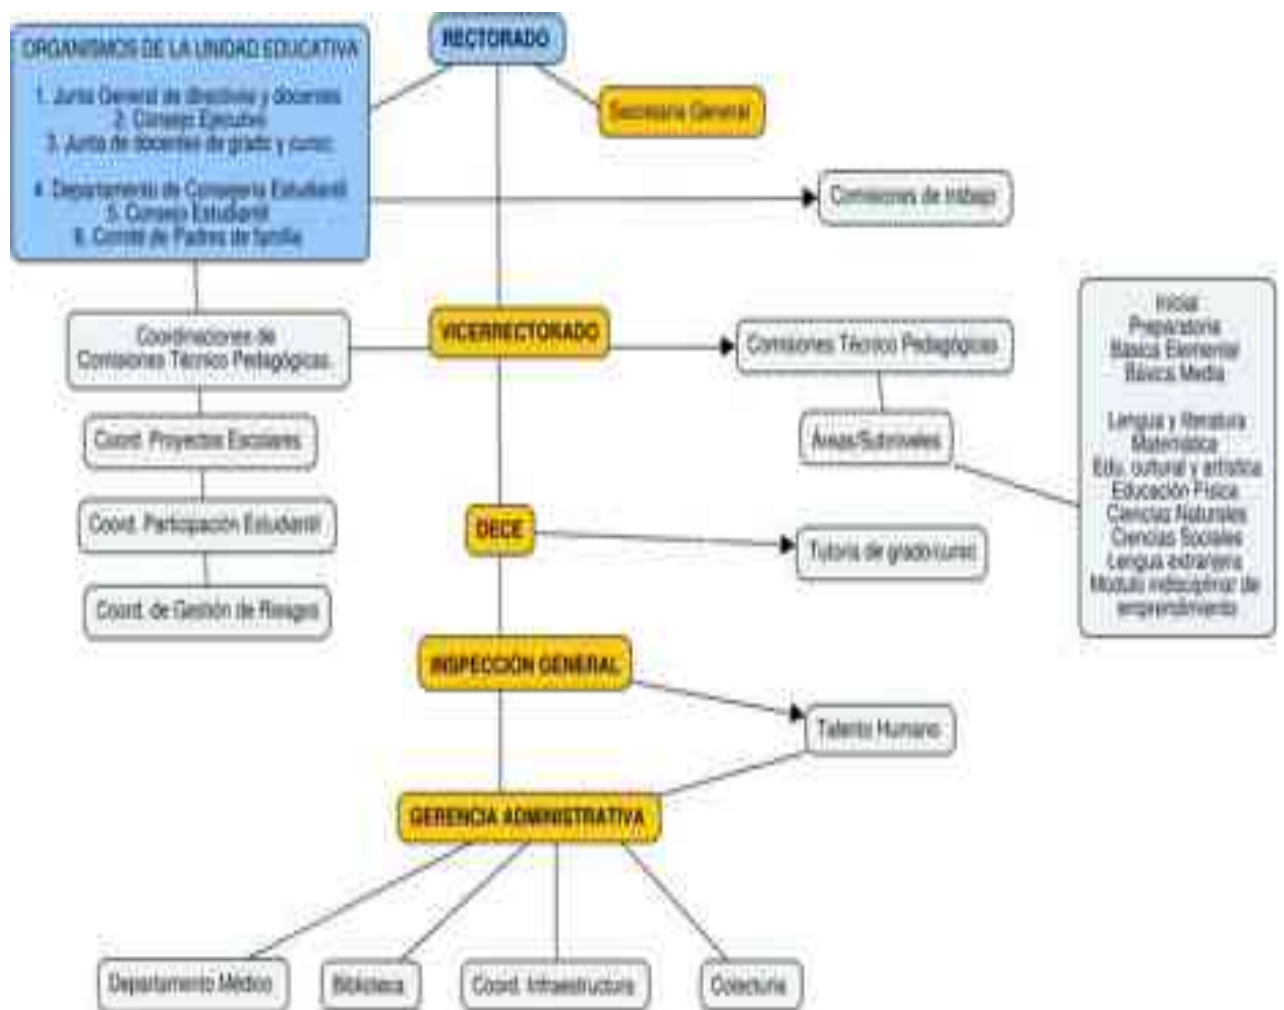 RECTORADO
ORGANISMOS DE LA UNIDAD EDUCATIVA
1. Junta General de directivos y docentes
2. Consejo Ejecutivo
3. Junta de docentes de grado y curso
4. Departamento de Consejería Estudiantil
5. Consejo Estudiantil
6. Comité de Padres de familia
Secretaría General
Comisiones de trabajo
Coordinaciones de
Comisiones Técnico Pedagógicas.
VICERRECTORADO
Comisiones Técnico Pedagógicas
Inicial
Preparatoria
Básica Elemental
Básica Media
Lengua y literatura
Matemática
Edu. cultural y artística
Educación Física
Ciencias Naturales
Ciencias Sociales
Lengua extranjera
Módulo de
emprendimiento
Coord. Proyectos Escolares
Áreas/Subniveles
Coord. Participación Estudiantil
DECE
Tutoría de grado/curso
Coord. de Gestión de Riesgos
INSPECCIÓN GENERAL
Talento Humano
GERENCIA ADMINISTRATIVA
Departamento Médico
Biblioteca
Coord. Infraestructura
Colecturía